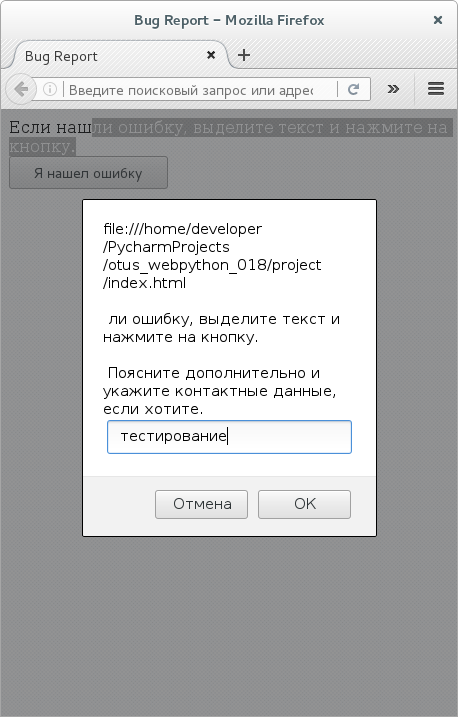 Bug Report – Mozilla Firefox
Bug Report
Введите поисковый запрос или адрес
Если нашли ошибку, выделите текст и нажмите на
кнопку.
Я нашел ошибку
file:///home/developer
/PycharmProjects
/otus_webpython_018/project
/index.html
ли ошибку, выделите текст и
нажмите на кнопку.
Поясните дополнительно и
укажите контактные данные,
если хотите.
тестирование
Отмена
OK